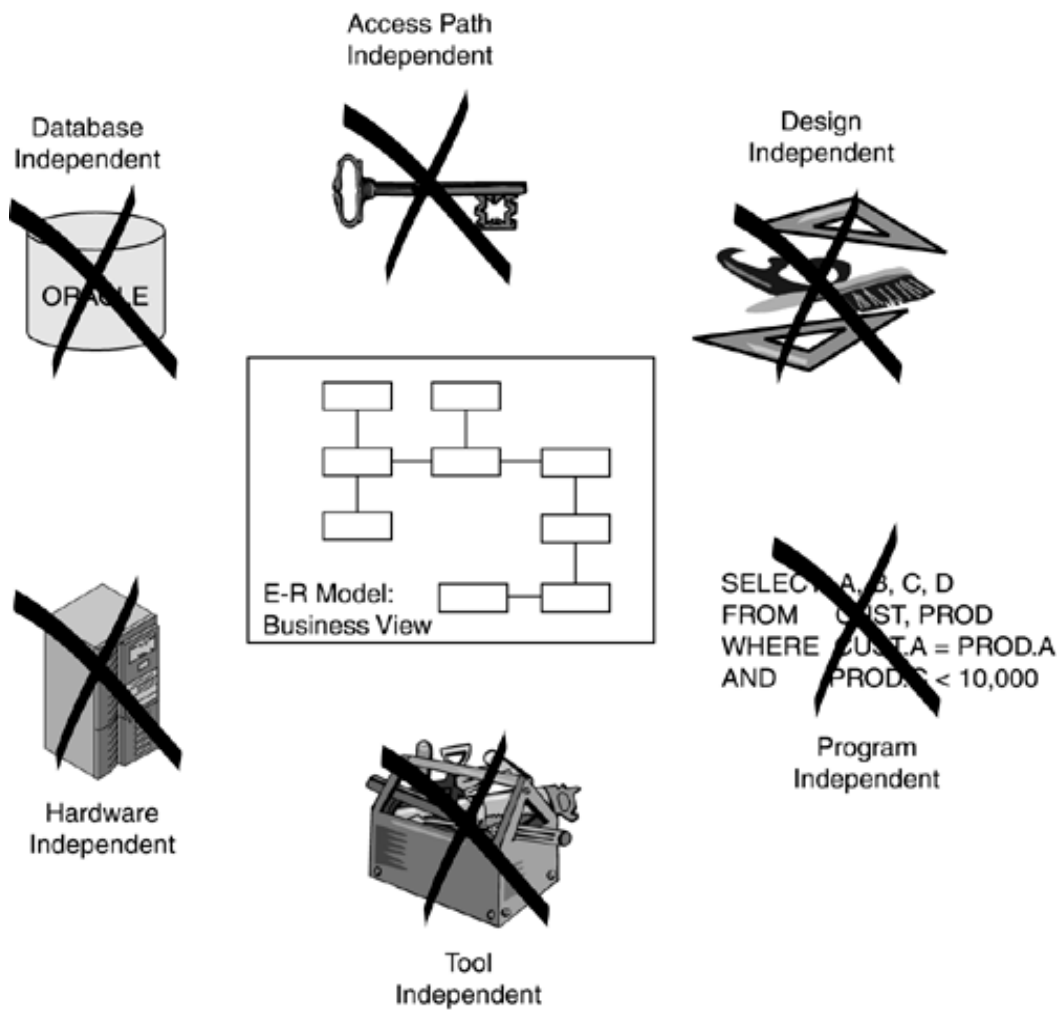 Access Path
Independent
Database
Independent
Design
Independent
ORACLE
E-R Model:
Business View
SELECT A, B, C, D
FROM CUST, PROD
WHERE CUST.A = PROD.A
AND PROD.C < 10,000
Program
Independent
Hardware
Independent
Tool
Independent